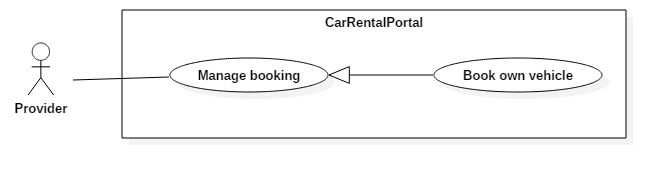 CarRentalPortal
Manage booking
Book own vehicle
Provider